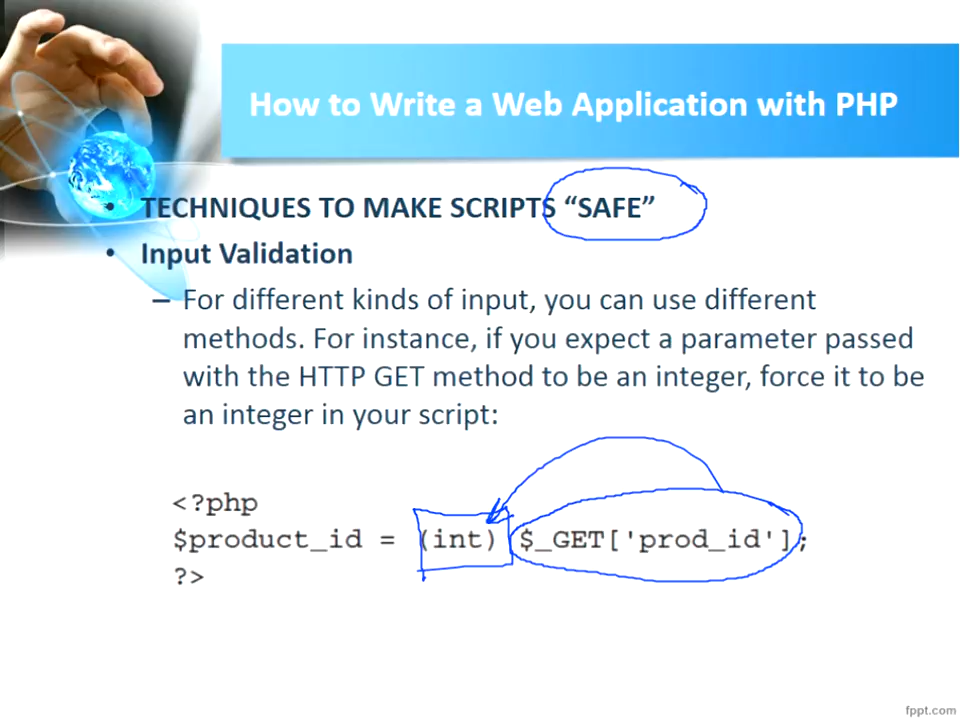 How to Write a Web Application with PHP
• TECHNIQUES TO MAKE SCRIPTS “SAFE”
• Input Validation
– For different kinds of input, you can use different
methods. For instance, if you expect a parameter passed
with the HTTP GET method to be an integer, force it to be
an integer in your script:
<?php
$product_id = (int) $_GET['prod_id'];
?>
fppt.com